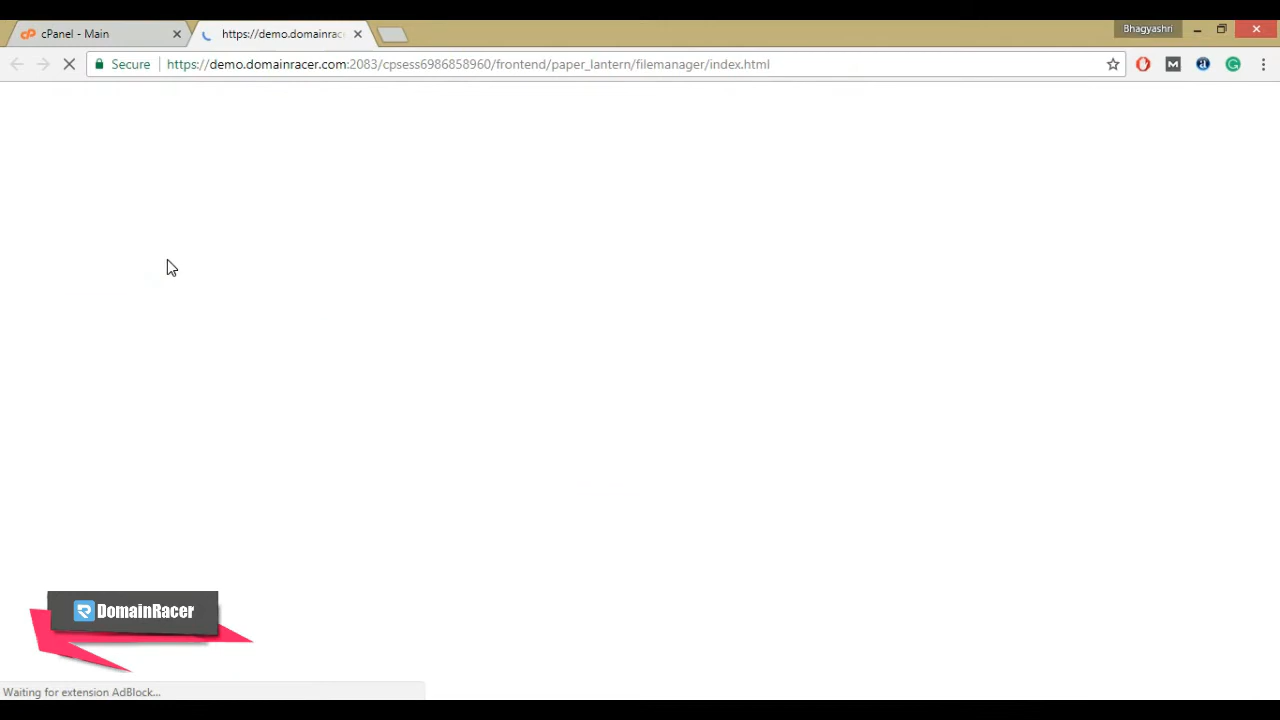 cPanel - Main
https://demo.domainrac
Bhagyashri
Secure
https://demo.domainracer.com:2083/cpsess6986858960/frontend/paper_lantern/filemanager/index.html
DomainRacer
Waiting for extension AdBlock...